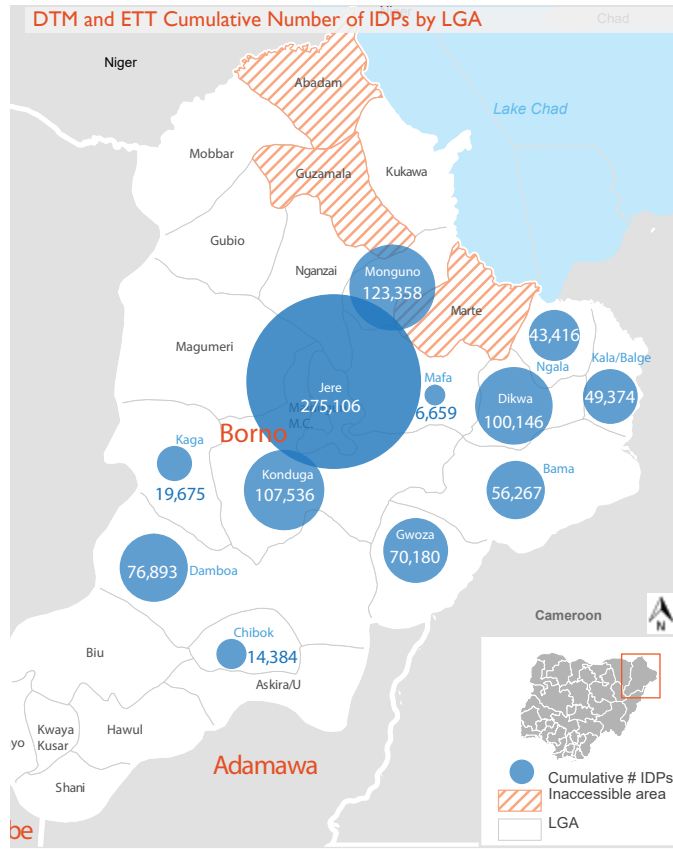 DTM and ETT Cumulative Number of IDPs by LGA
Niger
Chad
Niger
Abadam
Lake Chad
Mobbar
Guzamala
Kukawa
Gubio
Nganzai
Monguno
123,358
Marte
Magumeri
43,416
Ngala
Kala/Balge
49,374
Jere
275,106
M.C.
Mafa
6,659
Dikwa
100,146
Borno
Kaga
19,675
Konduga
107,536
Bama
56,267
Gwoza
70,180
76,893
Damboa
Cameroon
N
Chibok
14,384
Biu
Askira/U
Kwaya
Kusar
Hawul
yo
Adamawa
Shani
be
Cumulative # IDPs
Inaccessible area
LGA